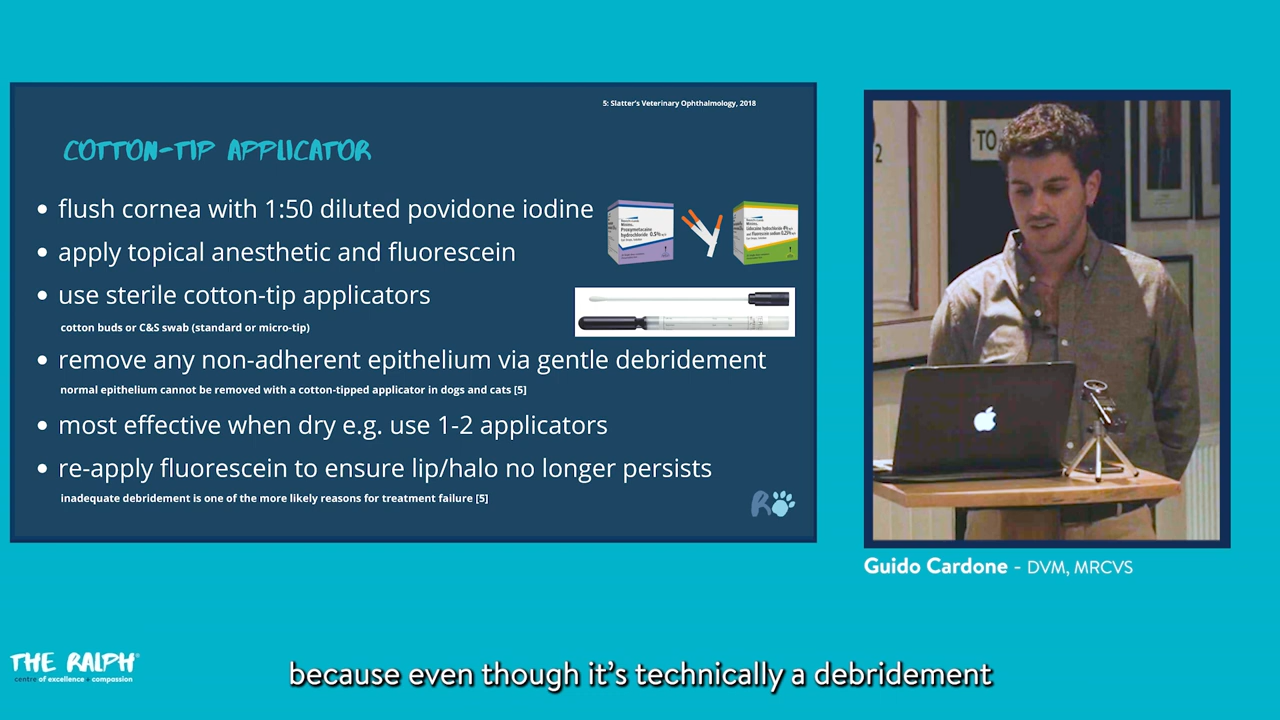 5: Slatter's Veterinary Ophthalmology, 2018
COTTON-TIP APPLICATOR
flush cornea with 1:50 diluted povidone iodine
apply topical anesthetic and fluorescein
use sterile cotton-tip applicators
cotton buds or C&S swab (standard or micro-tip)
remove any non-adherent epithelium via gentle debridement
normal epithelium cannot be removed with a cotton-tipped applicator in dogs and cats [5]
most effective when dry e.g. use 1-2 applicators
re-apply fluorescein to ensure lip/halo no longer persists
inadequate debridement is one of the more likely reasons for treatment failure [5]
R
TO
2
Guido Cardone - DVM, MRCVS
THE RALPH
centre of excellence + compassion
because even though it's technically a debridement